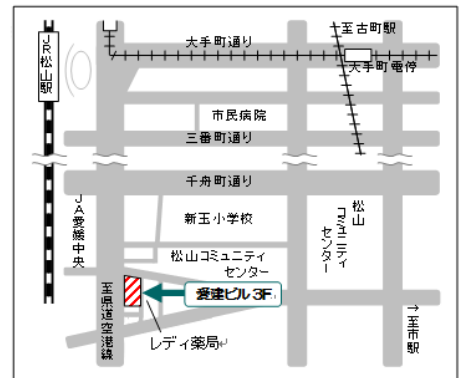 至古町駅
大手町通り
JR松山駅
大手町電停
市民病院
三番町通り
千舟町通り
JA愛媛中央
新玉小学校
松山
コミュニティ
センター
松山コミュニティ
センター
愛建ビル3F
至県道空港線
レディ薬局
↑至市駅